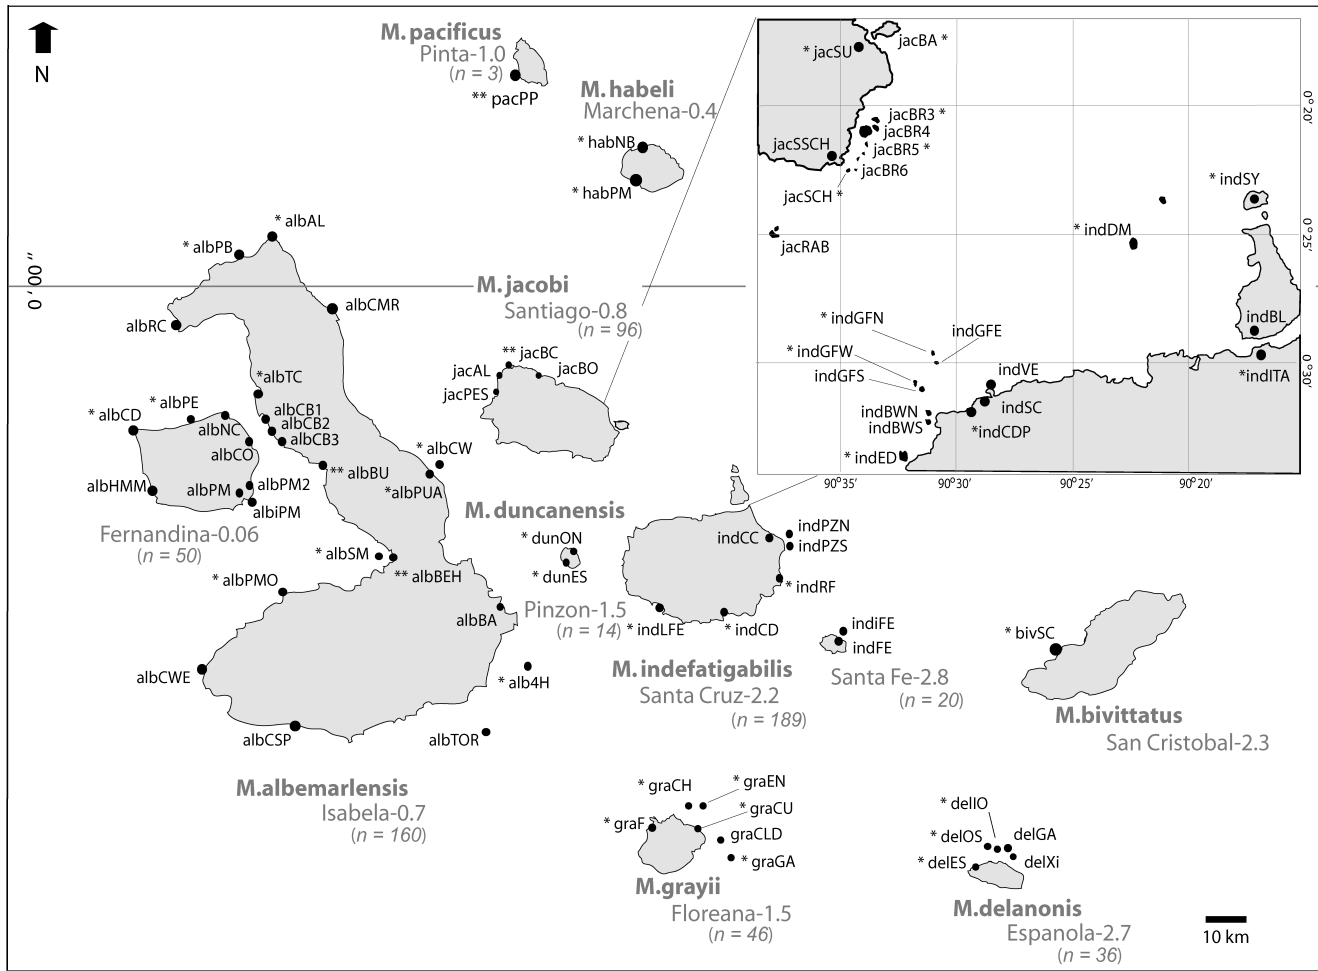 N
M. pacificus
Pinta-1.0
(n = 3)
** pacPP
M. habeli
Marchena-0.4
* habNB
* habPM
* jacSU
jacBA *
jacBR3 *
jacBR4
jacBR5 *
jacSSCH
jacBR6
jacSCH *
jacRAB
* indSY
* indDM
indBL
* indGFN
indGFE
* indGFW
indGFS
indVE
*indITA
indSC
indBWN
indBWS
*indCDP
* indED
0°20'
0°25'
0°30'
90°35'
90°30'
90°25'
90°20'
0, 00"
* albAL
* albPB
albCMR
albRC
M. jacobi
Santiago-0.8
(n = 96)
** jacBC
jacAL
jacBO
jacPES
*albTC
* albPE
* albCD
albCB1
albCB2
albNC
albCB3
albCO
* albCW
** albBU
albHMM
albPM
albPM2
*albPUA
albiPM
Fernandina-0.06
(n = 50)
M. duncanensis
* dunON
* dunES
Pinzon-1.5
(n = 14)
* albSM
** albBEH
* albPMO
albBA
albCWE
* alb4H
albCSP
albTOR
M.albemarlensis
Isabela-0.7
(n = 160)
indCC
indPZN
indPZS
* indRF
* indLFE
* indCD
M. indefatigabilis
Santa Cruz-2.2
(n = 189)
indiFE
indFE
Santa Fe-2.8
(n = 20)
* bivSC
M.bivittatus
San Cristobal-2.3
* graCH
* graEN
* graCU
* graF
graCLD
* graGA
M.grayii
Floreana-1.5
(n = 46)
* delIO
* delOS
delGA
* delES
delXi
M.delanonis
Espanola-2.7
(n = 36)
10 km